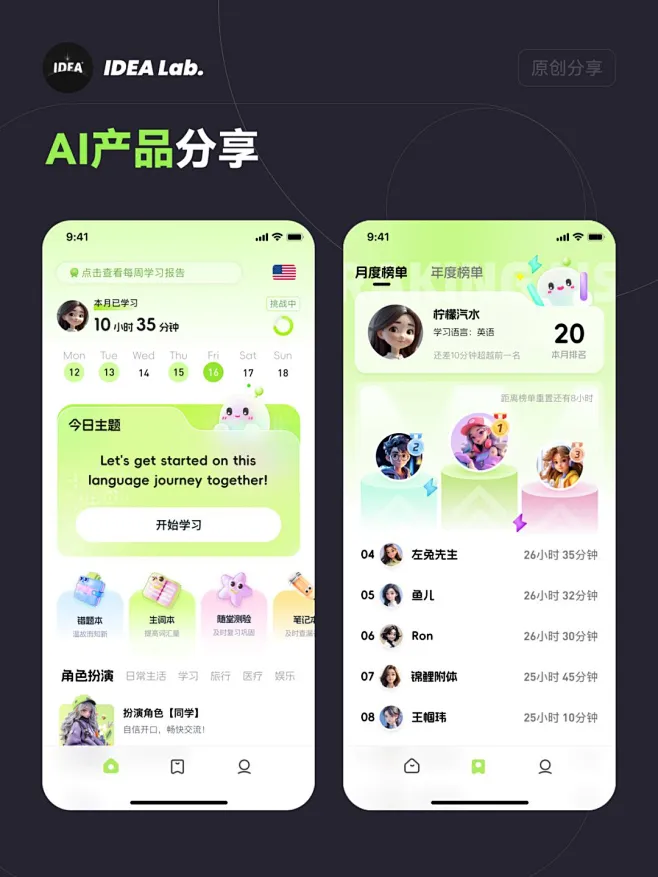 IDEA
IDEA Lab.
原创分享
AI产品分享
9:41
点击查看每周学习报告
本月已学习
10 小时 35 分钟
挑战中
Mon Tue Wed Thu Fri Sat Sun
12 13 14 15 16 17 18
今日主题
Let's get started on this
language journey together!
开始学习
错题本
温故而知新
生词本
提高词汇量
随堂测验
及时复习巩固
笔记本
及时查漏
角色扮演 日常生活 学习 旅行 医疗 娱乐
扮演角色【同学】
自信开口，畅快交流！
9:41
月度榜单 年度榜单
柠檬汽水
学习语言：英语
还差10分钟超越前一名
20
本月排名
距离榜单重置还有8小时
2
1
3
04 左兔先主 26小时 35分钟
05 鱼儿 26小时 32分钟
06 Ron 26小时 30分钟
07 锦鲤附体 25小时 45分钟
08 王帼玮 25小时 10分钟